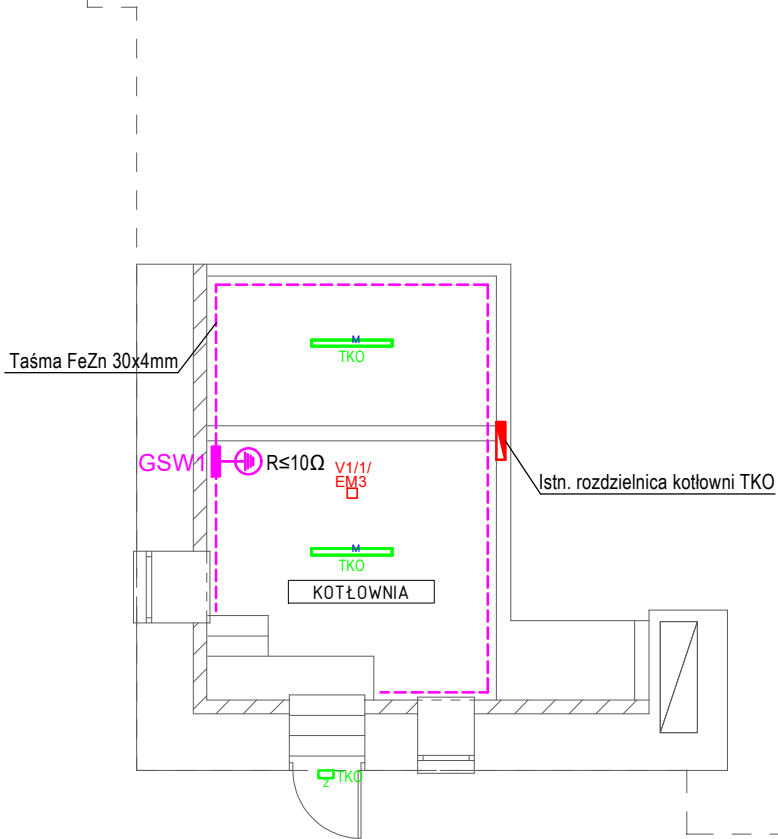 M
TKO
Taśma FeZn 30x4mm
GSW1
R≤10Ω
V1/1/
EM3
Istn. rozdzielnica kotłowni TKO
M
TKO
KOTŁOWNIA
Z TKO